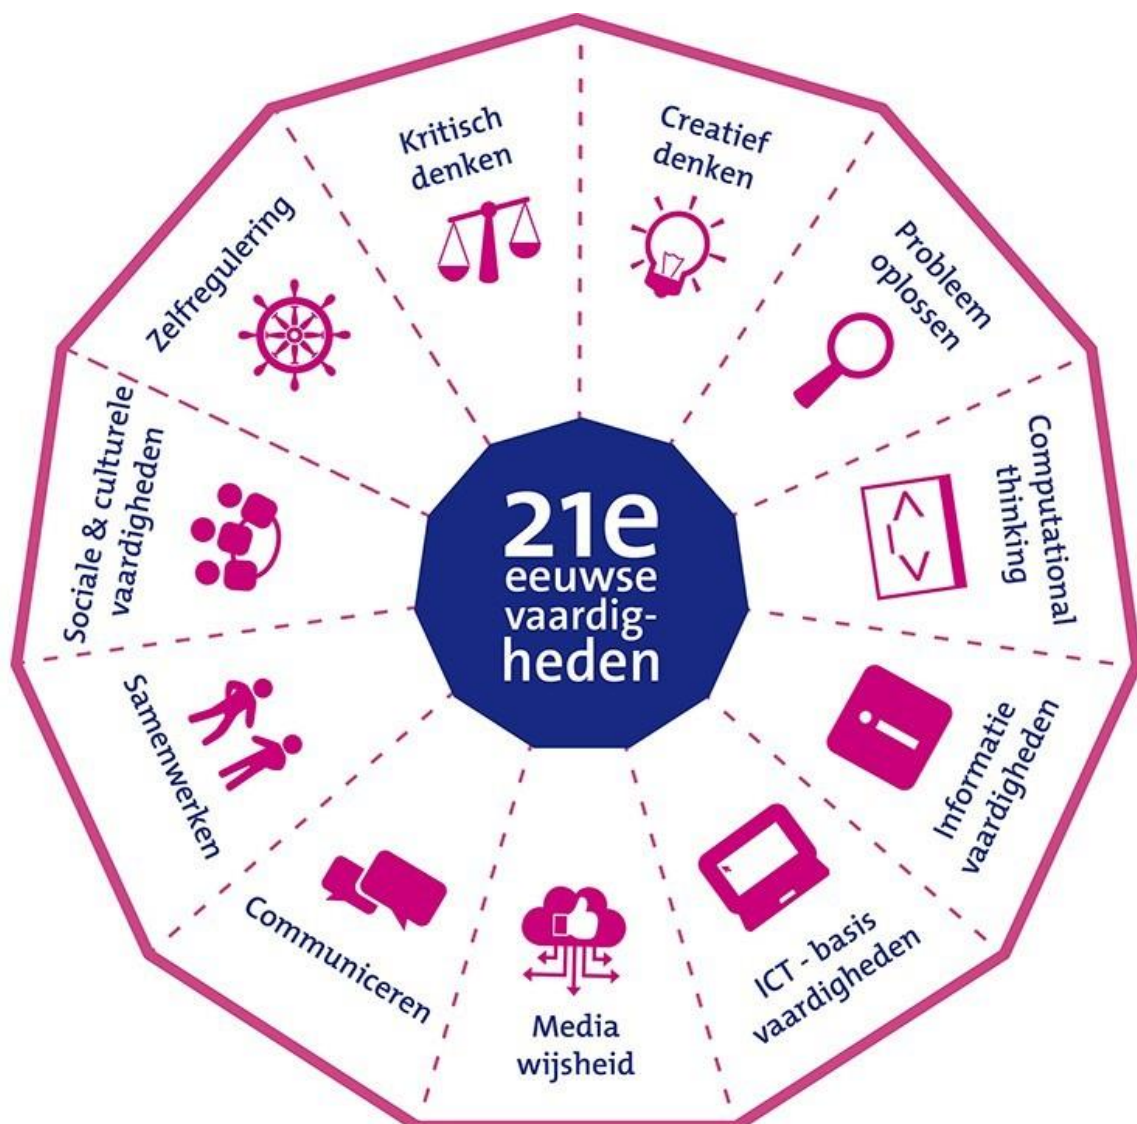 21e
eeuwse
vaardig-
heden
Kritisch
denken
Creatief
denken
Probleem
oplossen
Computational
thinking
Informatie
vaardigheden
ICT - basis
vaardigheden
Media
wijsheid
Communiceren
Samenwerken
Sociale & culturele
vaardigheden
Zelfregulering